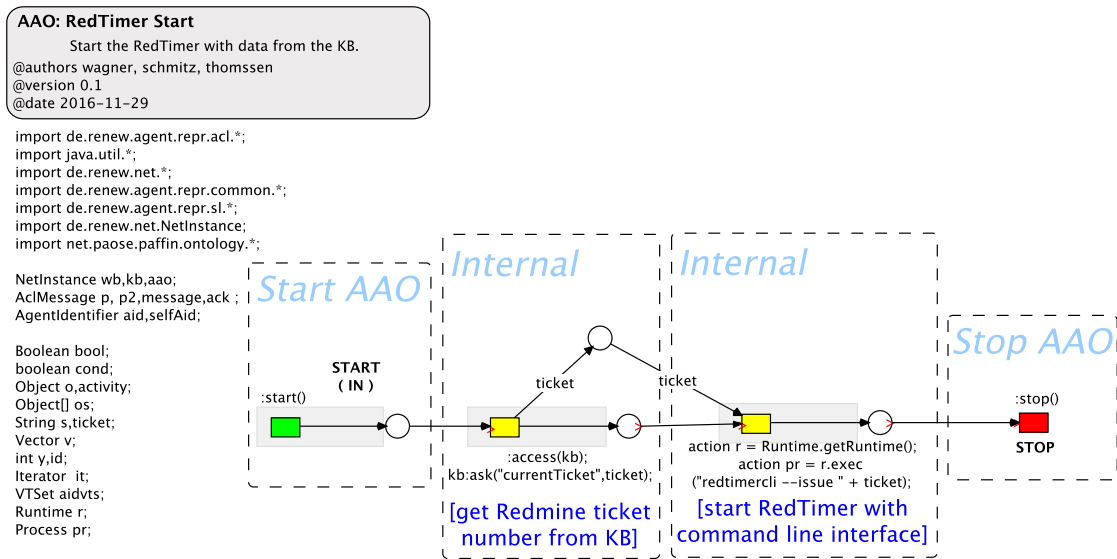 AAO: RedTimer Start
Start the RedTimer with data from the KB.
@authors wagner, schmitz, thomssen
@version 0.1
@date 2016-11-29
import de.renew.agent.repr.acl.*;
import java.util.*;
import de.renew.net.*;
import de.renew.agent.repr.common.*;
import de.renew.agent.repr.sl.*;
import de.renew.net.NetInstance;
import net.paose.paffin.ontology.*;
NetInstance wb,kb,aao;
AclMessage p, p2,message,ack ;
AgentIdentifier aid,selfAid;
Boolean bool;
boolean cond;
Object o,activity;
Object[] os;
String s,ticket;
Vector v;
int y,id;
Iterator  it;
VTSet aidvts;
Runtime r;
Process pr;
Start AAO
START
( IN )
:start()
Internal
ticket
:access(kb);
kb:ask("currentTicket",ticket);
[get Redmine ticket
number from KB]
Internal
ticket
action r = Runtime.getRuntime();
action pr = r.exec
("redtimercli --issue " + ticket);
[start RedTimer with
command line interface]
Stop AAO
:stop()
STOP